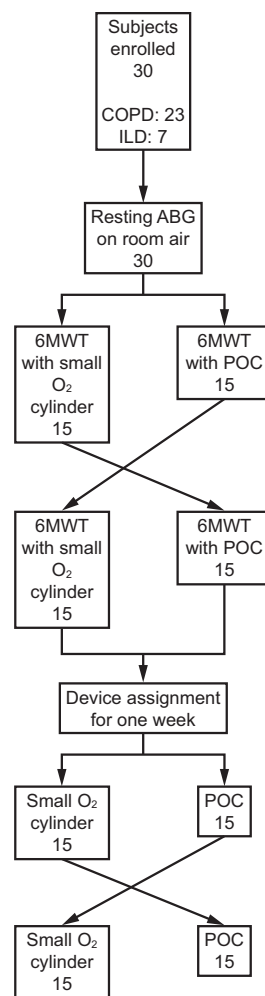 Subjects
enrolled
30
COPD: 23
ILD: 7
Resting ABG
on room air
30
6MWT
with small
O₂
cylinder
15
6MWT
with POC
15
6MWT
with small
O₂
cylinder
15
6MWT
with POC
15
Device assignment
for one week
Small O₂
cylinder
15
POC
15
Small O₂
cylinder
15
POC
15